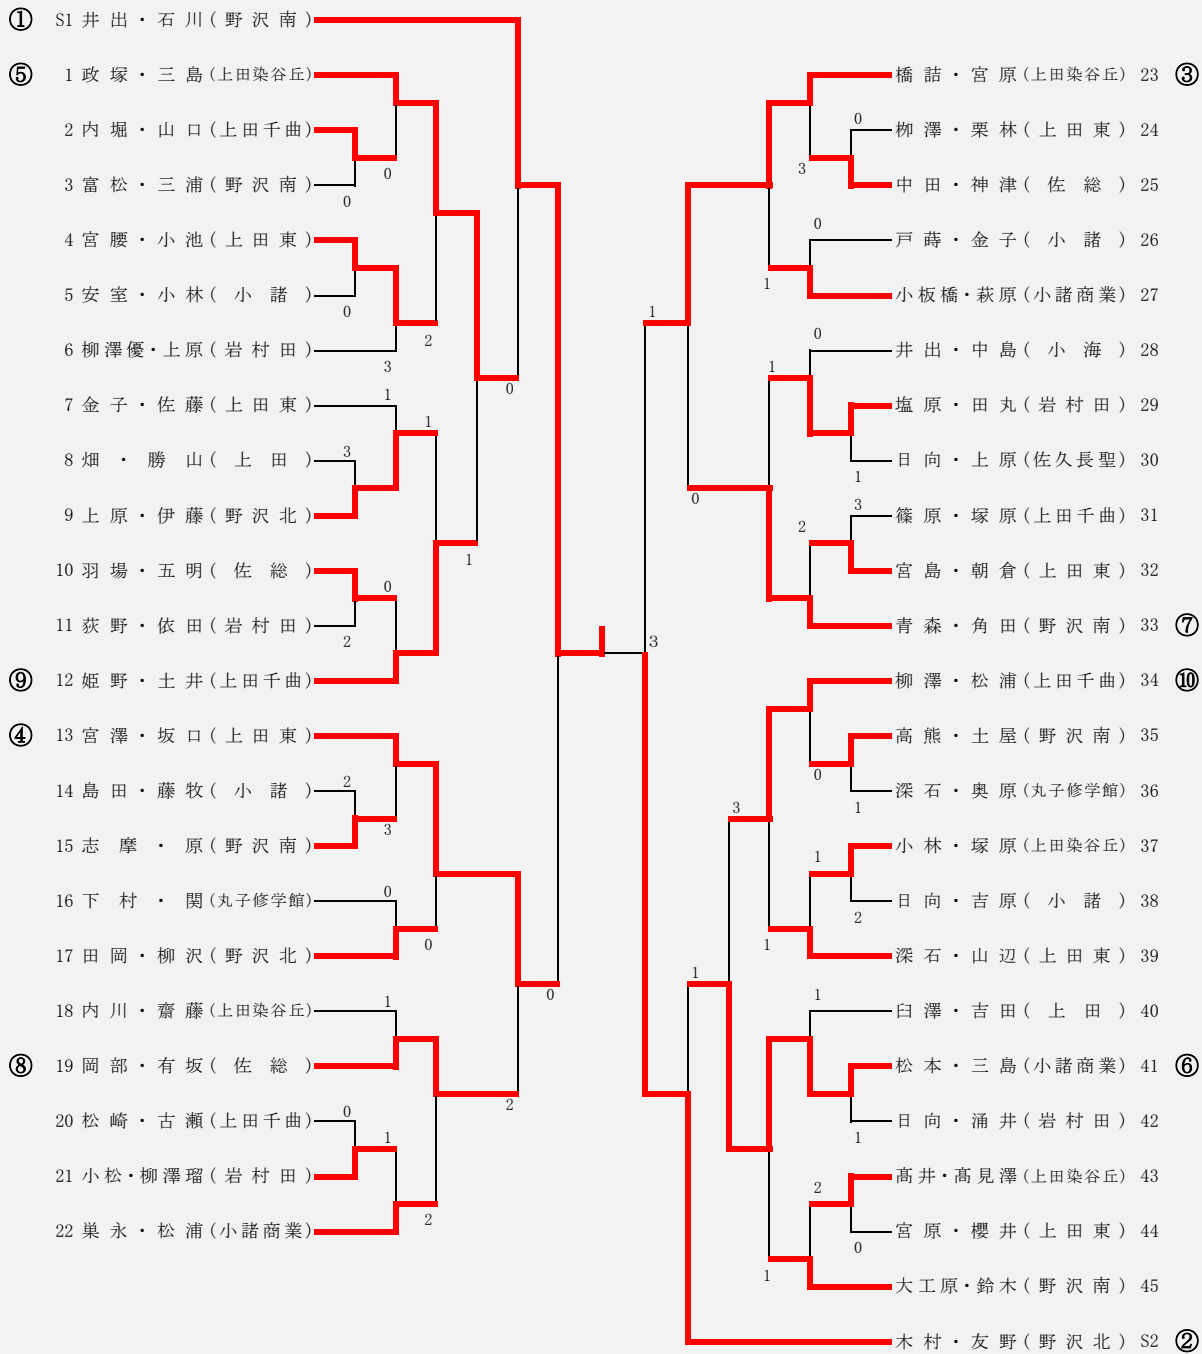 ① S1 井出・石川(野沢南)
⑤ 1 政塚・三島(上田染谷丘)
2 内堀・山口(上田千曲)
0
3 富松・三浦(野沢南)
0
4 宮腰・小池(上田東)
5 安室・小林(小諸)
0
2
6 柳澤優・上原(岩村田)
3
0
7 金子・佐藤(上田東)
1
1
8 畑・勝山(上田)
3
9 上原・伊藤(野沢北)
10 羽場・五明(佐総)
0
1
11 荻野・依田(岩村田)
2
⑨ 12 姫野・土井(上田千曲)
④ 13 宮澤・坂口(上田東)
14 島田・藤牧(小諸)
2
3
15 志摩・原(野沢南)
16 下村・関(丸子修学館)
0
17 田岡・柳沢(野沢北)
0
0
18 内川・齋藤(上田染谷丘)
1
⑧ 19 岡部・有坂(佐総)
2
20 松崎・古瀬(上田千曲)
0
1
21 小松・柳澤瑠(岩村田)
22 巣永・松浦(小諸商業)
2
橋詰・宮原(上田染谷丘) 23 ③
0
栁澤・栗林(上田東) 24
3
中田・神津(佐総) 25
0
戸蒔・金子(小諸) 26
1
小板橋・萩原(小諸商業) 27
1
0
井出・中島(小海) 28
1
塩原・田丸(岩村田) 29
日向・上原(佐久長聖) 30
1
0
3
篠原・塚原(上田千曲) 31
2
宮島・朝倉(上田東) 32
青森・角田(野沢南) 33 ⑦
3
柳澤・松浦(上田千曲) 34 ⑩
高熊・土屋(野沢南) 35
0
深石・奥原(丸子修学館) 36
1
3
小林・塚原(上田染谷丘) 37
1
日向・吉原(小諸) 38
2
1
深石・山辺(上田東) 39
1
1
臼澤・吉田(上田) 40
松本・三島(小諸商業) 41 ⑥
日向・涌井(岩村田) 42
1
髙井・髙見澤(上田染谷丘) 43
2
宮原・櫻井(上田東) 44
0
1
大工原・鈴木(野沢南) 45
木村・友野(野沢北) S2 ②